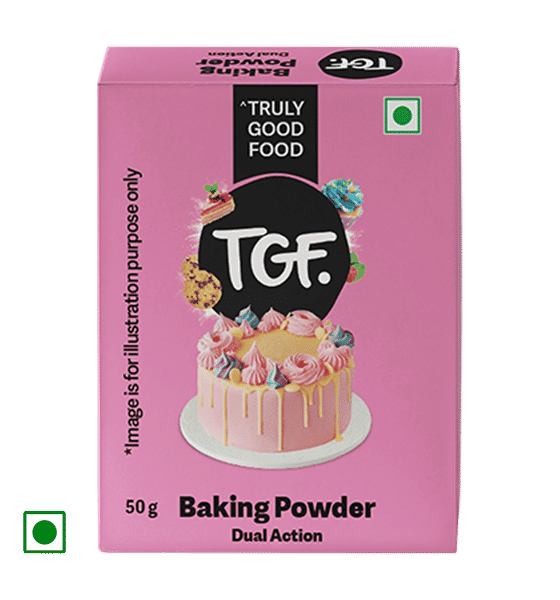 Baking
Powder
Dual Action
TGF.
^TRULY
GOOD
FOOD
TGF.
*Image is for illustration purpose only
50 g
Baking Powder
Dual Action